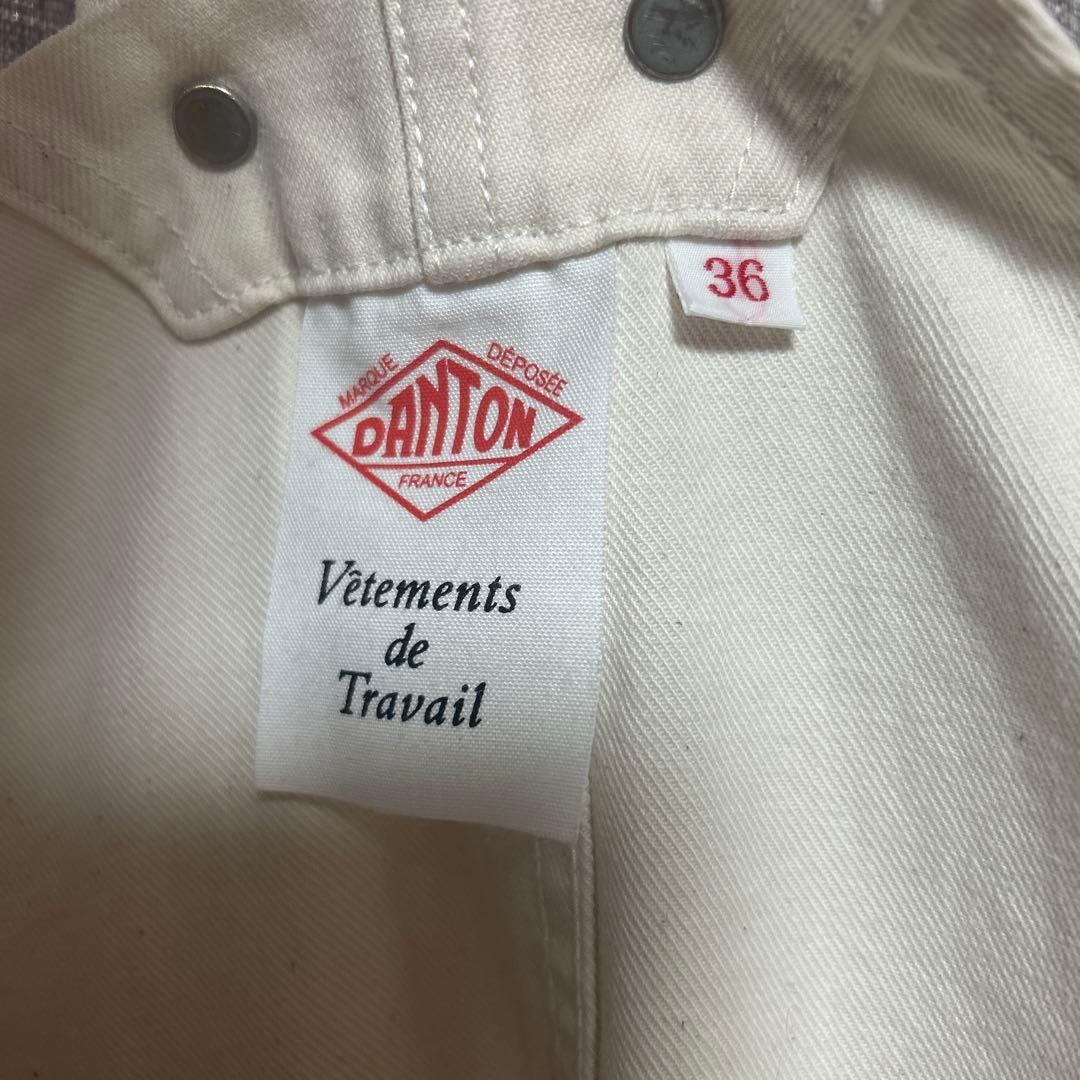 36
MARQUE DÉPOSÉE
DANTON
FRANCE
Vêtements
de
Travail